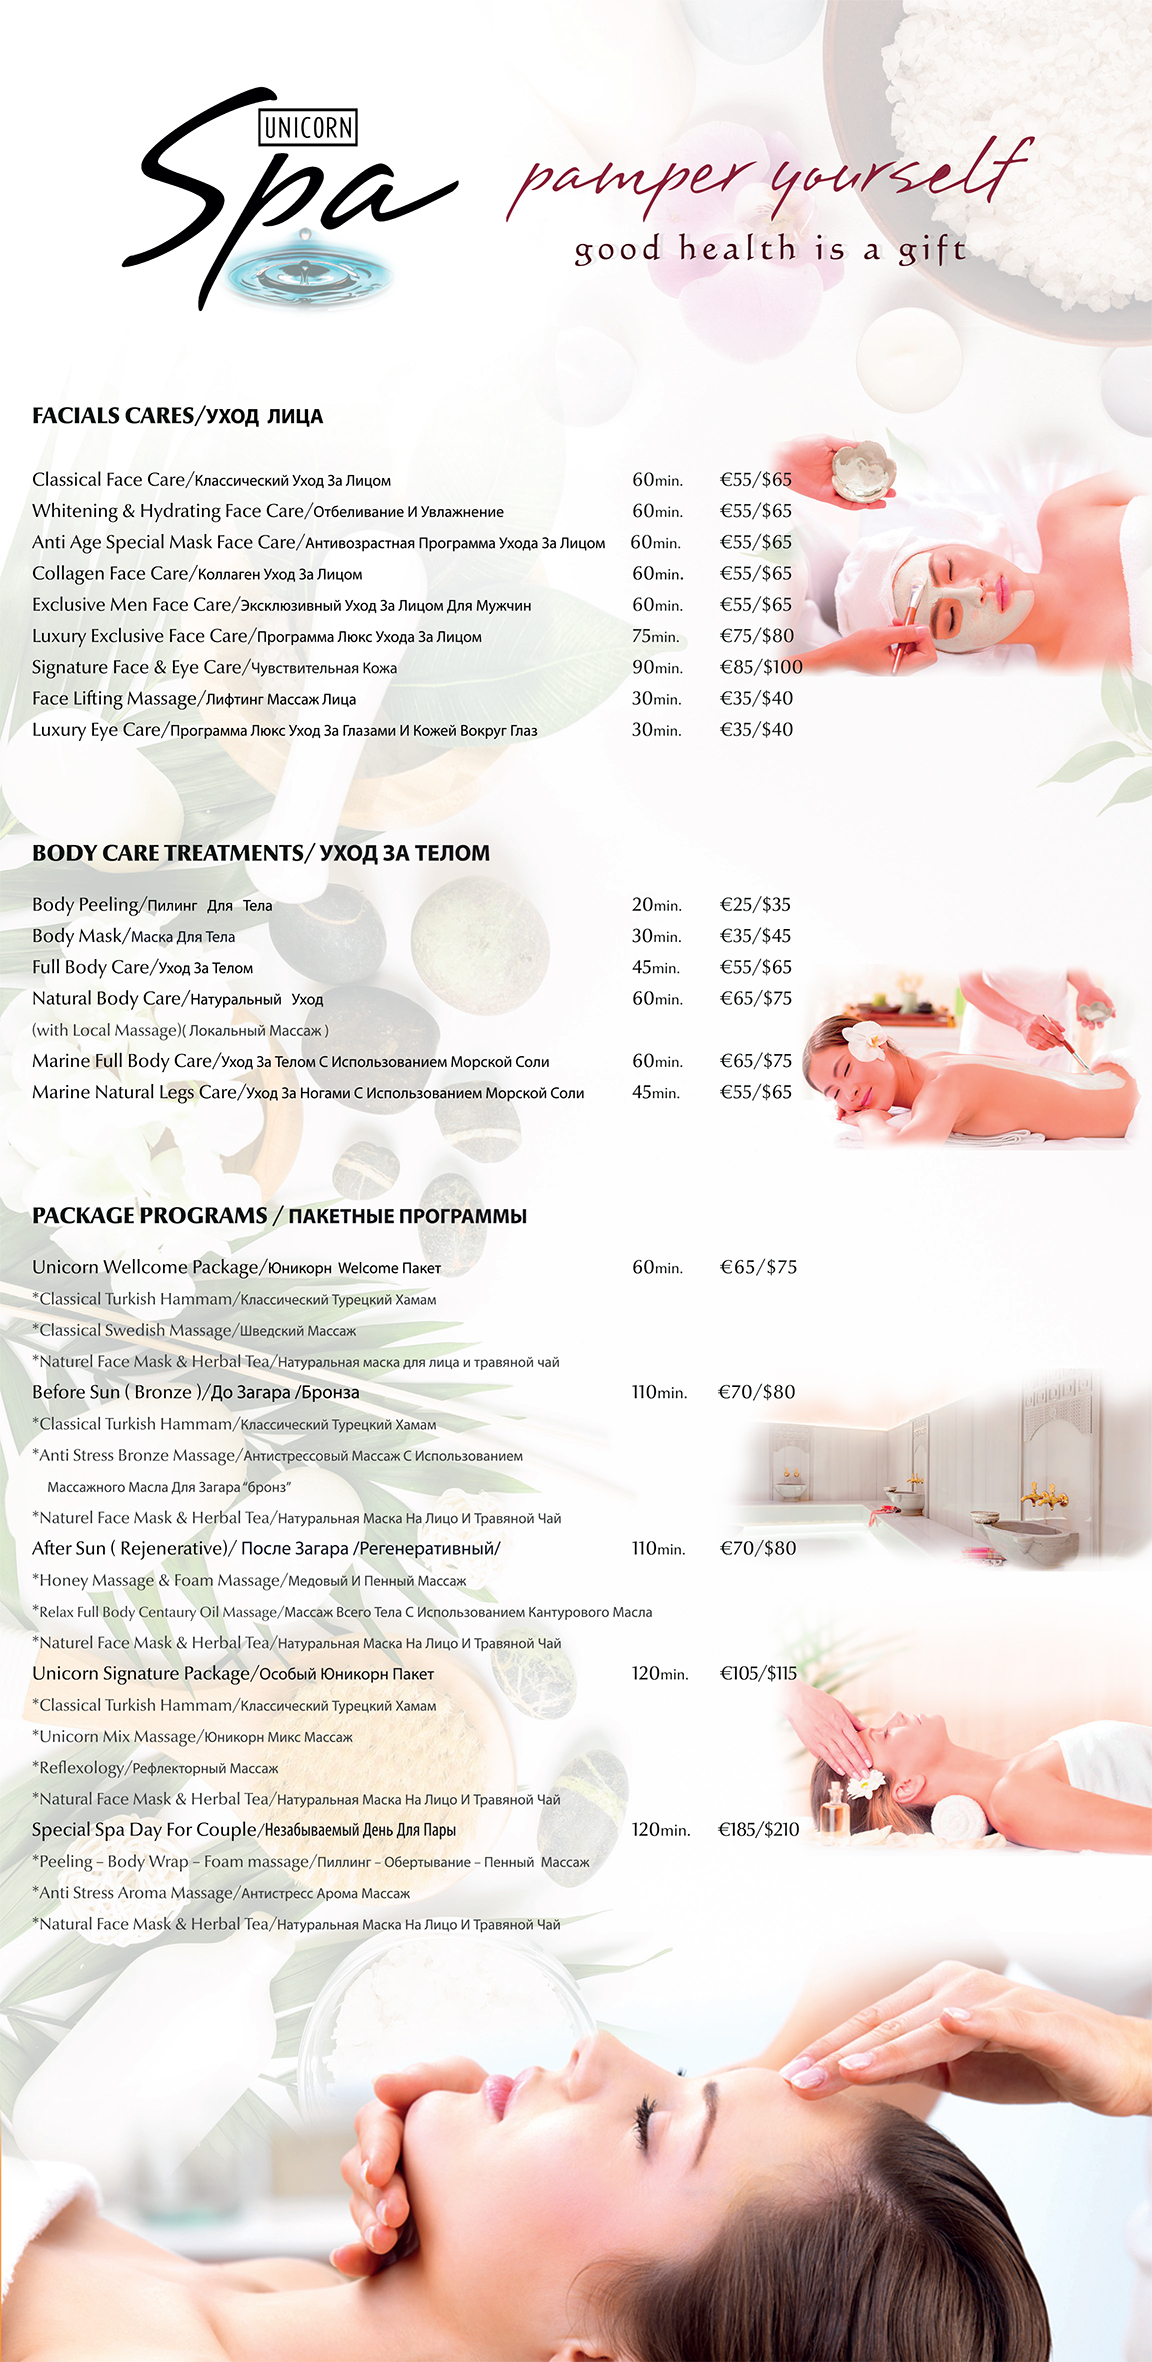 UNICORN
Spa
pamper yourself
good health is a gift
FACIALS CARES/УХОД ЛИЦА
Classical Face Care/Классический Уход За Лицом 60min. €55/$65
Whitening & Hydrating Face Care/Отбеливание И Увлажнение 60min. €55/$65
Anti Age Special Mask Face Care/Антивозрастная Программа Ухода За Лицом 60min. €55/$65
Collagen Face Care/Коллаген Уход За Лицом 60min. €55/$65
Exclusive Men Face Care/Эксклюзивный Уход За Лицом Для Мужчин 60min. €55/$65
Luxury Exclusive Face Care/Программа Люкс Ухода За Лицом 75min. €75/$80
Signature Face & Eye Care/Чувствительная Кожа 90min. €85/$100
Face Lifting Massage/Лифтинг Массаж Лица 30min. €35/$40
Luxury Eye Care/Программа Люкс Уход За Глазами И Кожей Вокруг Глаз 30min. €35/$40
BODY CARE TREATMENTS/ УХОД ЗА ТЕЛОМ
Body Peeling/Пилинг Для Тела 20min. €25/$35
Body Mask/Маска Для Тела 30min. €35/$45
Full Body Care/Уход За Телом 45min. €55/$65
Natural Body Care/Натуральный Уход 60min. €65/$75
(with Local Massage)( Локальный Массаж )
Marine Full Body Care/Уход За Телом С Использованием Морской Соли 60min. €65/$75
Marine Natural Legs Care/Уход За Ногами С Использованием Морской Соли 45min. €55/$65
PACKAGE PROGRAMS / ПАКЕТНЫЕ ПРОГРАММЫ
Unicorn Wellcome Package/Юникорн Welcome Пакет 60min. €65/$75
*Classical Turkish Hammam/Классический Турецкий Хамам
*Classical Swedish Massage/Шведский Массаж
*Naturel Face Mask & Herbal Tea/Натуральная маска для лица и травяной чай
Before Sun ( Bronze )/До Загара /Бронза 110min. €70/$80
*Classical Turkish Hammam/Классический Турецкий Хамам
*Anti Stress Bronze Massage/Антистрессовый Массаж С Использованием
Массажного Масла Для Загара “бронз”
*Naturel Face Mask & Herbal Tea/Натуральная Маска На Лицо И Травяной Чай
After Sun ( Rejenerative)/ После Загара /Регенеративный/ 110min. €70/$80
*Honey Massage & Foam Massage/Медовый И Пенный Массаж
*Relax Full Body Centaury Oil Massage/Массаж Всего Тела С Использованием Кантурового Масла
*Naturel Face Mask & Herbal Tea/Натуральная Маска На Лицо И Травяной Чай
Unicorn Signature Package/Особый Юникорн Пакет 120min. €105/$115
*Classical Turkish Hammam/Классический Турецкий Хамам
*Unicorn Mix Massage/Юникорн Микс Массаж
*Reflexology/Рефлекторный Массаж
*Natural Face Mask & Herbal Tea/Натуральная Маска На Лицо И Травяной Чай
Special Spa Day For Couple/Незабываемый День Для Пары 120min. €185/$210
*Peeling – Body Wrap – Foam massage/Пиллинг – Обертывание – Пенный Массаж
*Anti Stress Aroma Massage/Антистресс Арома Массаж
*Natural Face Mask & Herbal Tea/Натуральная Маска На Лицо И Травяной Чай